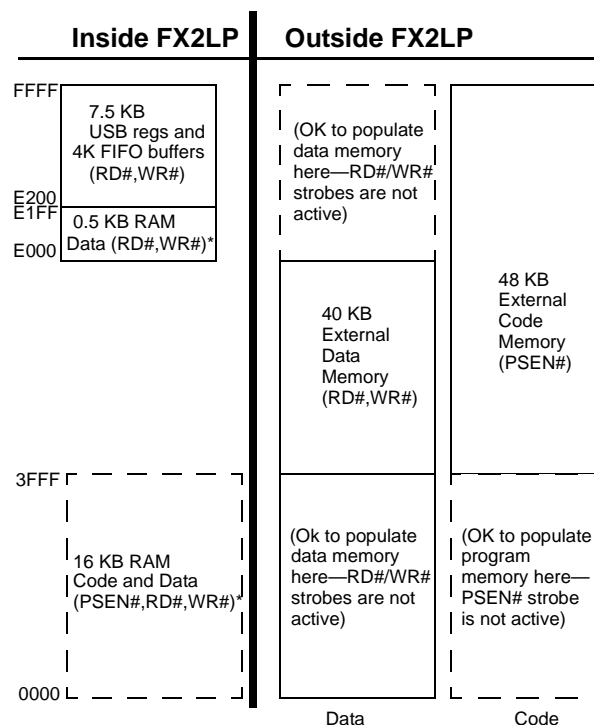 Inside FX2LP
Outside FX2LP
FFFF
7.5 KB
USB regs and
4K FIFO buffers
(RD#,WR#)
E200
E1FF
0.5 KB RAM
Data (RD#,WR#)*
E000
(OK to populate
data memory
here—RD#/WR#
strobes are not
active)
40 KB
External
Data
Memory
(RD#,WR#)
48 KB
External
Code
Memory
(PSEN#)
3FFF
16 KB RAM
Code and Data
(PSEN#,RD#,WR#)*
(Ok to populate
data memory
here—RD#/WR#
strobes are not
active)
(OK to populate
program
memory here—
PSEN# strobe
is not active)
0000
Data
Code